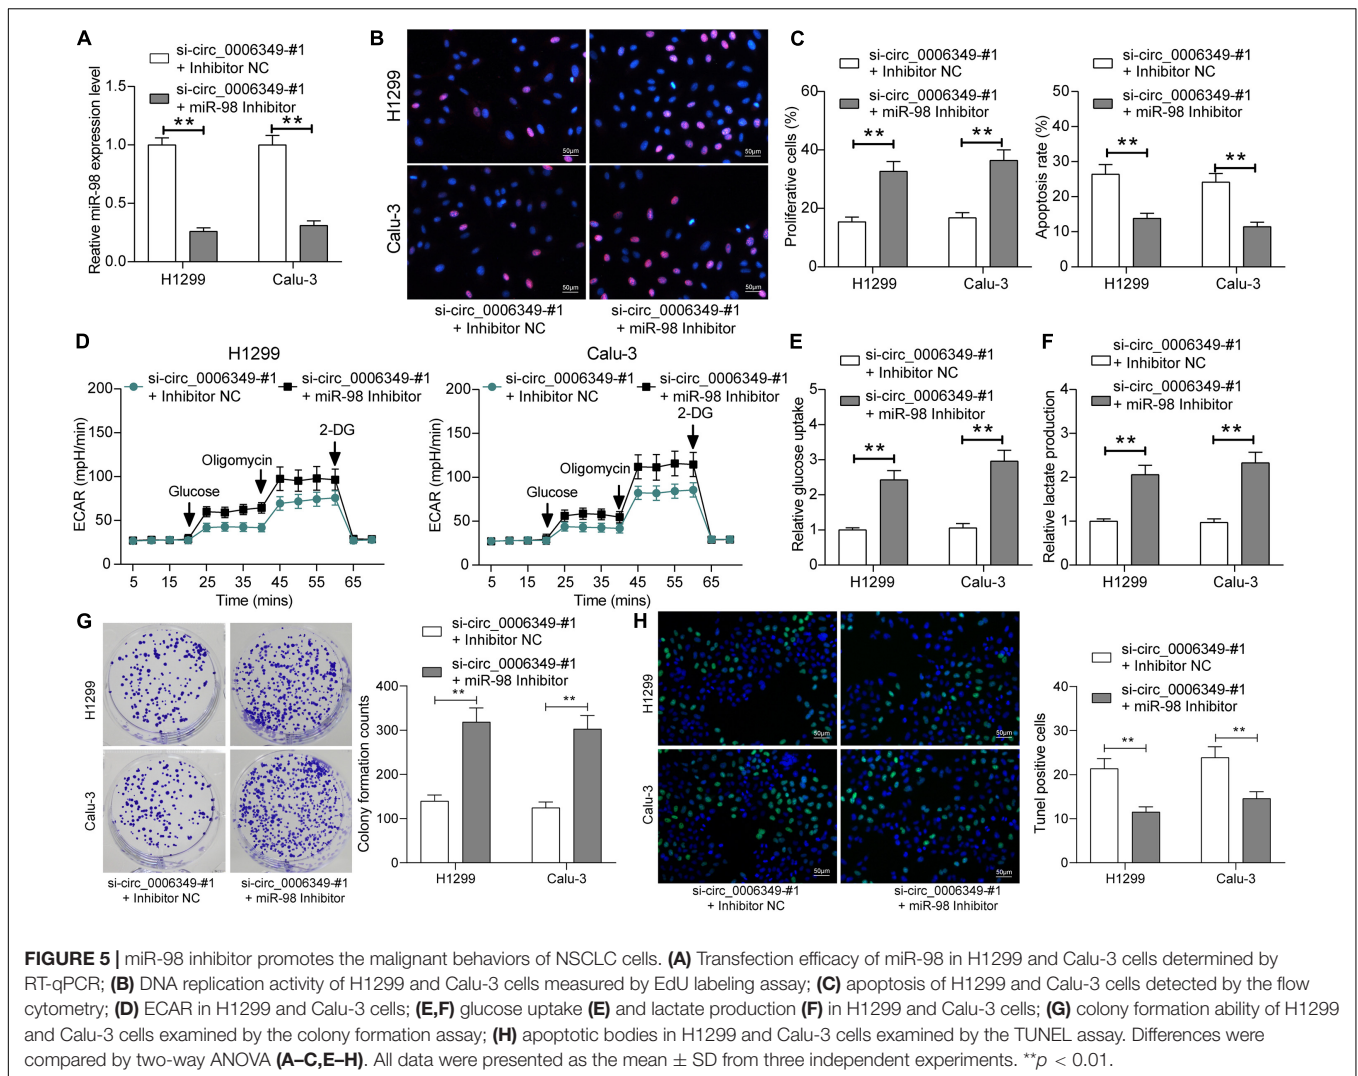 A
si-circ_0006349-#1
+ Inhibitor NC
si-circ_0006349-#1
+ miR-98 Inhibitor
Reative miR-98 expression level
1.5
1.0
0.5
0.0
**
**
H1299
Calu-3
B
H1299
Calu-3
50μm
50μm
50μm
50μm
si-circ_0006349-#1
+ Inhibitor NC
si-circ_0006349-#1
+ miR-98 Inhibitor
C
si-circ_0006349-#1
+ Inhibitor NC
si-circ_0006349-#1
+ miR-98 Inhibitor
Proliferative cells (%)
60
40
20
0
**
**
H1299
Calu-3
si-circ_0006349-#1
+ Inhibitor NC
si-circ_0006349-#1
+ miR-98 Inhibitor
Apoptosis rate (%)
50
40
30
20
10
0
**
**
H1299
Calu-3
D
H1299
si-circ_0006349-#1
+ Inhibitor NC
si-circ_0006349-#1
+ miR-98 Inhibitor
ECAR (mpH/min)
200
150
100
50
0
Glucose
Oligomycin
2-DG
5 15 25 35 45 55 65
Time (mins)
Calu-3
si-circ_0006349-#1
+ Inhibitor NC
si-circ_0006349-#1
+ miR-98 Inhibitor
ECAR (mpH/min)
200
150
100
50
0
Glucose
Oligomycin
2-DG
5 15 25 35 45 55 65
Time (mins)
E
si-circ_0006349-#1
+ Inhibitor NC
si-circ_0006349-#1
+ miR-98 Inhibitor
Relative glucose uptake
5
4
3
2
1
0
**
**
H1299
Calu-3
F
si-circ_0006349-#1
+ Inhibitor NC
si-circ_0006349-#1
+ miR-98 Inhibitor
Relative lactate production
4
3
2
1
0
**
**
H1299
Calu-3
G
H1299
Calu-3
si-circ_0006349-#1
+ Inhibitor NC
si-circ_0006349-#1
+ miR-98 Inhibitor
si-circ_0006349-#1
+ Inhibitor NC
si-circ_0006349-#1
+ miR-98 Inhibitor
Colony formation counts
400
300
200
100
0
**
**
H1299
Calu-3
H
H1299
Calu-3
50μm
50μm
50μm
50μm
si-circ_0006349-#1
+ Inhibitor NC
si-circ_0006349-#1
+ miR-98 Inhibitor
si-circ_0006349-#1
+ Inhibitor NC
si-circ_0006349-#1
+ miR-98 Inhibitor
Tunel positive cells
40
30
20
10
0
**
**
H1299
Calu-3
FIGURE 5 | miR-98 inhibitor promotes the malignant behaviors of NSCLC cells. (A) Transfection efficacy of miR-98 in H1299 and Calu-3 cells determined by
RT-qPCR; (B) DNA replication activity of H1299 and Calu-3 cells measured by EdU labeling assay; (C) apoptosis of H1299 and Calu-3 cells detected by the flow
cytometry; (D) ECAR in H1299 and Calu-3 cells; (E,F) glucose uptake (E) and lactate production (F) in H1299 and Calu-3 cells; (G) colony formation ability of H1299
and Calu-3 cells examined by the colony formation assay; (H) apoptotic bodies in H1299 and Calu-3 cells examined by the TUNEL assay. Differences were
compared by two-way ANOVA (A–C,E–H). All data were presented as the mean ± SD from three independent experiments. **p < 0.01.